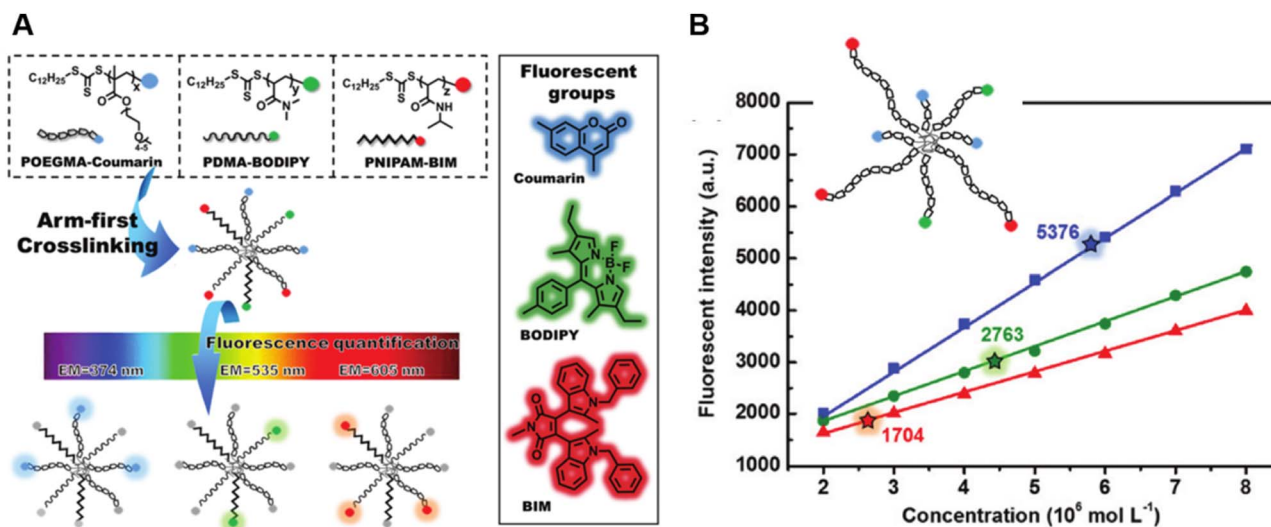 A
C₁₂H₂₅
S
S
S
x
O
O
O
4-5
POEGMA-Coumarin
C₁₂H₂₅
S
S
S
y
O
N
PDMA-BODIPY
C₁₂H₂₅
S
S
S
z
O
NH
PNIPAM-BIM
Arm-first
Crosslinking
Fluorescence quantification
EM=374 nm
EM=535 nm
EM=605 nm
Fluorescent
groups
O
O
Coumarin
N
B
F
F
N
BODIPY
N
O
N
O
N
BIM
B
Fluorescent intensity (a.u.)
8000
7000
6000
5000
4000
3000
2000
1000
5376
2763
1704
2 3 4 5 6 7 8
Concentration (10⁶ mol L⁻¹)